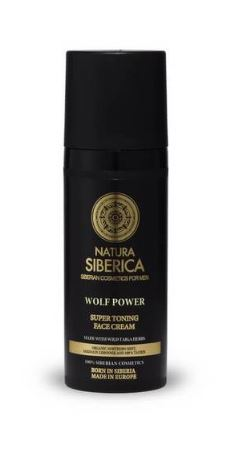 NATURA
SIBERICA
SIBERIAN COSMETICS FOR MEN
WOLF POWER
SUPER TONING
FACE CREAM
MADE WITH WILD TAIGA HERBS
100% SIBERIAN COSMETICS
BORN IN SIBERIA
MADE IN EUROPE